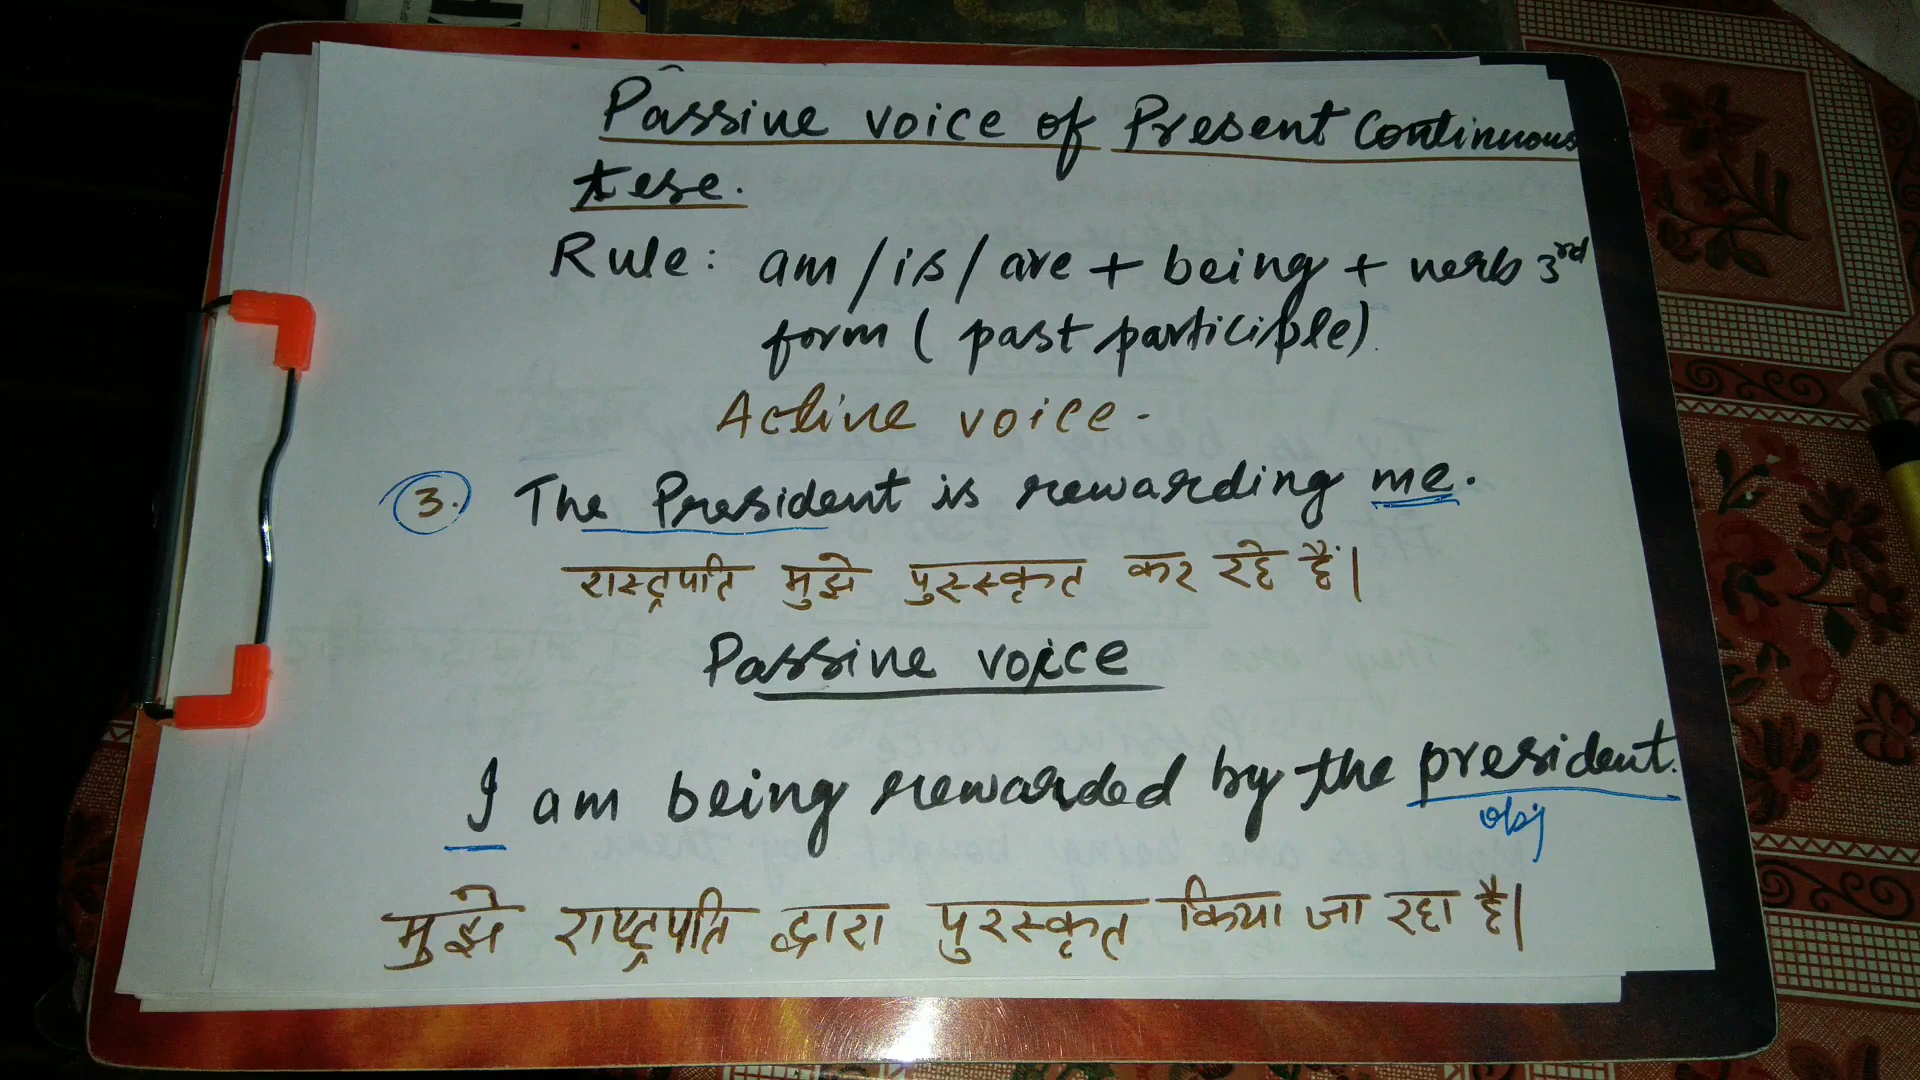 Passive voice of Present Continuous
tese.
Rule: am/is/are + being + verb 3rd
form (past participle).
Active voice -
3. The President is rewarding me.
रास्ट्रपति मुझे पुरस्कृत कर रहे हैं।
Passive voice
I am being rewarded by the president.
obj
मुझे राष्ट्रपति द्वारा पुरस्कृत किया जा रहा है।